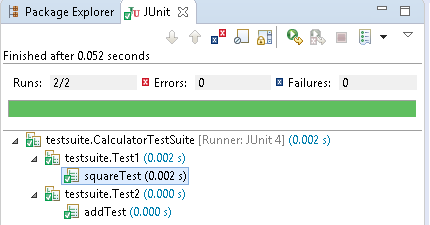 Package Explorer JUnit
Finished after 0.052 seconds
Runs: 2/2 Errors: 0 Failures: 0
testsuite.CalculatorTestSuite [Runner: JUnit 4] (0.002 s)
testsuite.Test1 (0.002 s)
squareTest (0.002 s)
testsuite.Test2 (0.000 s)
addTest (0.000 s)